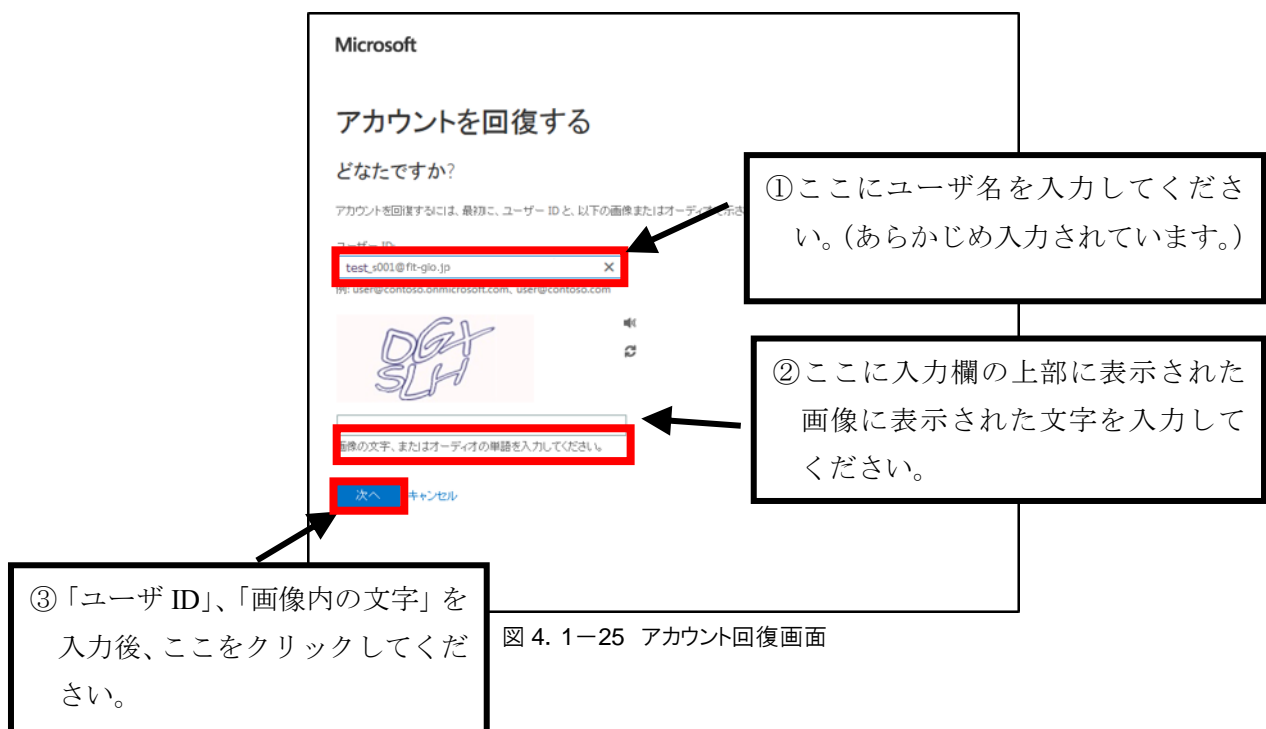 Microsoft
アカウントを回復する
どなたですか?
アカウントを回復するには、最初に、ユーザー ID と、以下の画像またはオーディオで示さ
①ここにユーザ名を入力してくださ
い。（あらかじめ入力されています。）
ユーザー ID:
test_s001@fit-glo.jp
例: user@contoso.onmicrosoft.com、user@contoso.com
DGX
SLH
②ここに入力欄の上部に表示された
画像に表示された文字を入力して
ください。
画像の文字、またはオーディオの単語を入力してください。
次へ キャンセル
③「ユーザ ID」、「画像内の文字」を
入力後、ここをクリックしてくだ
さい。
図 4. 1－25 アカウント回復画面